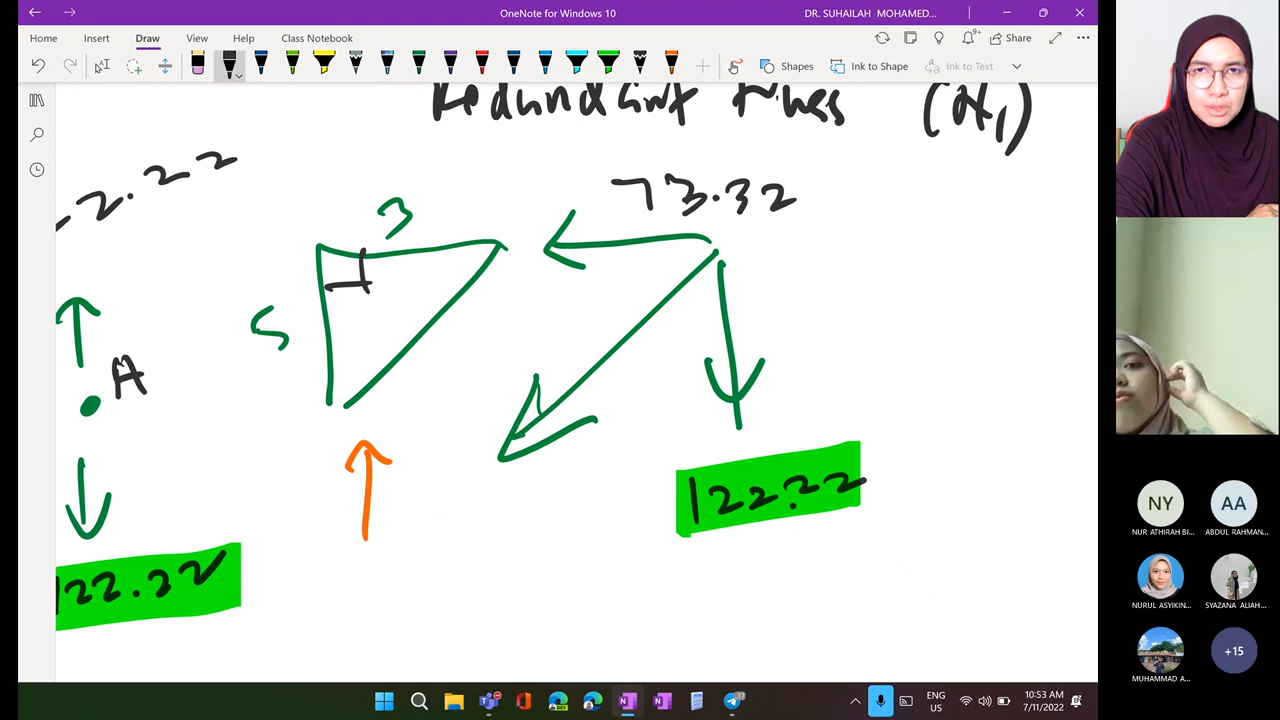 OneNote for Windows 10
DR. SUHAILAH MOHAMED...
Home Insert Draw View Help Class Notebook
9+
Share
Shapes
Ink to Shape
Ink to Text
Redundant
2.22
3
73.32
5
A
122.22
122.22
NY
AA
NUR ATHIRAH BI...
ABDUL RAHMAN...
NURUL ASYIKIN...
SYAZANA ALIAH...
MUHAMMAD A...
+15
ENG
US
10:53 AM
7/11/2022